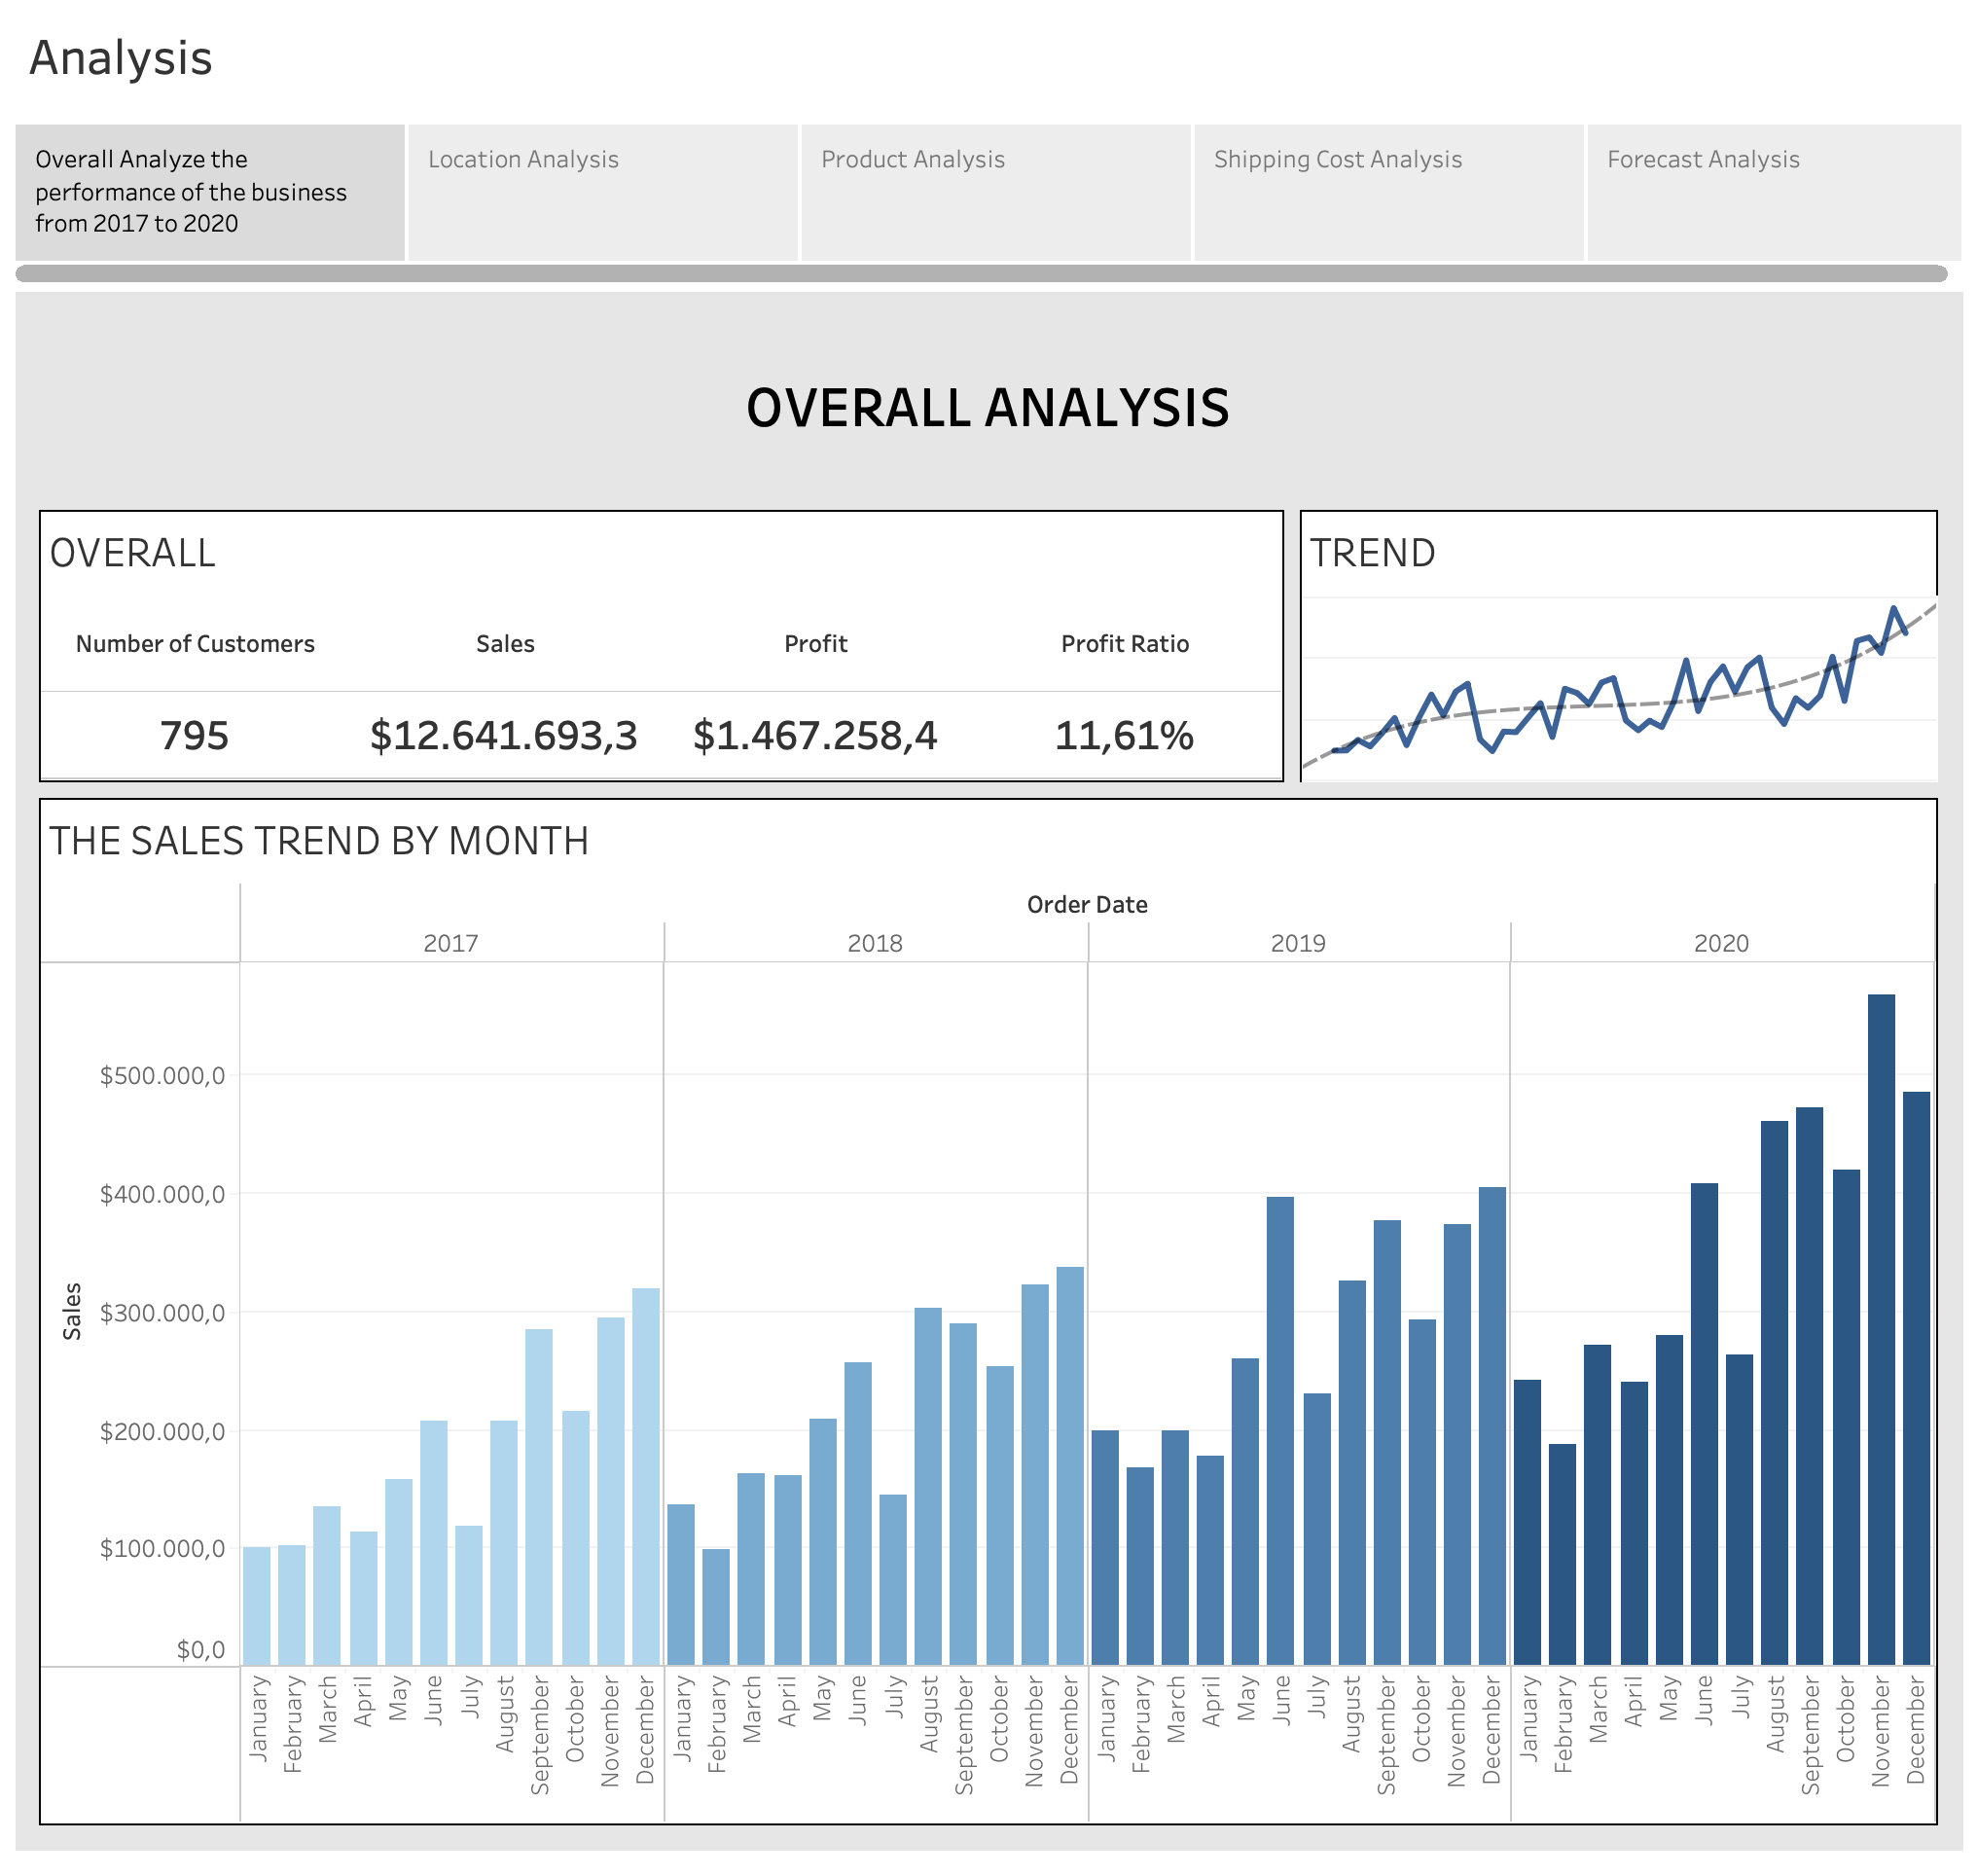 Analysis
Overall Analyze the
performance of the business
from 2017 to 2020
Location Analysis
Product Analysis
Shipping Cost Analysis
Forecast Analysis
OVERALL ANALYSIS
OVERALL
Number of Customers Sales Profit Profit Ratio
795 $12.641.693,3 $1.467.258,4 11,61%
TREND
THE SALES TREND BY MONTH
Order Date
2017 2018 2019 2020
Sales
$500.000,0
$400.000,0
$300.000,0
$200.000,0
$100.000,0
$0,0
January February March April May June July August September October November December January February March April May June July August September October November December January February March April May June July August September October November December January February March April May June July August September October November December